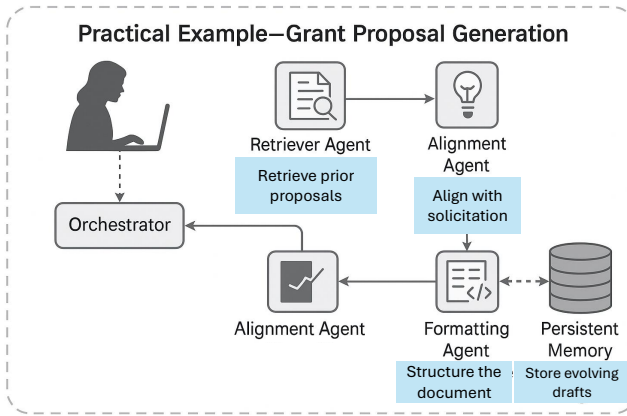 Practical Example—Grant Proposal Generation
Retriever Agent
Retrieve prior
proposals
Alignment
Agent
Align with
solicitation
Orchestrator
Alignment Agent
Formatting
Agent
Structure the
document
Persistent
Memory
Store evolving
drafts